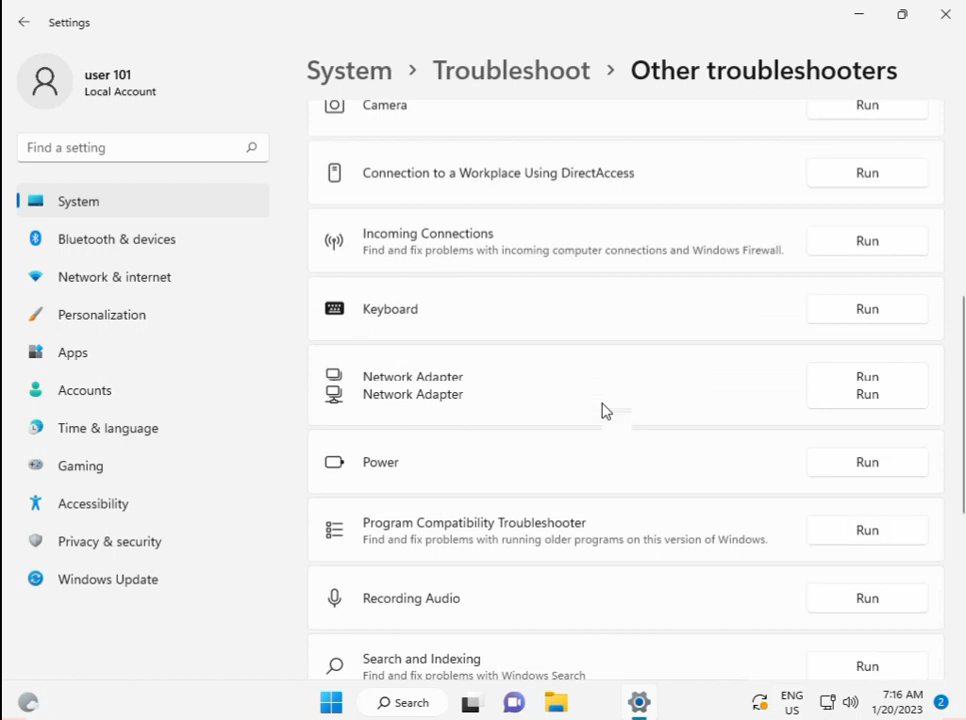 Settings
user 101
Local Account
Find a setting
System
Bluetooth & devices
Network & internet
Personalization
Apps
Accounts
Time & language
Gaming
Accessibility
Privacy & security
Windows Update
System > Troubleshoot > Other troubleshooters
Camera Run
Connection to a Workplace Using DirectAccess Run
Incoming Connections
Find and fix problems with incoming computer connections and Windows Firewall.
Run
Keyboard Run
Network Adapter Run
Network Adapter Run
Power Run
Program Compatibility Troubleshooter
Find and fix problems with running older programs on this version of Windows.
Run
Recording Audio Run
Search and Indexing
Find and fix problems with Windows Search
Run
Search
ENG
US
7:16 AM
1/20/2023
2